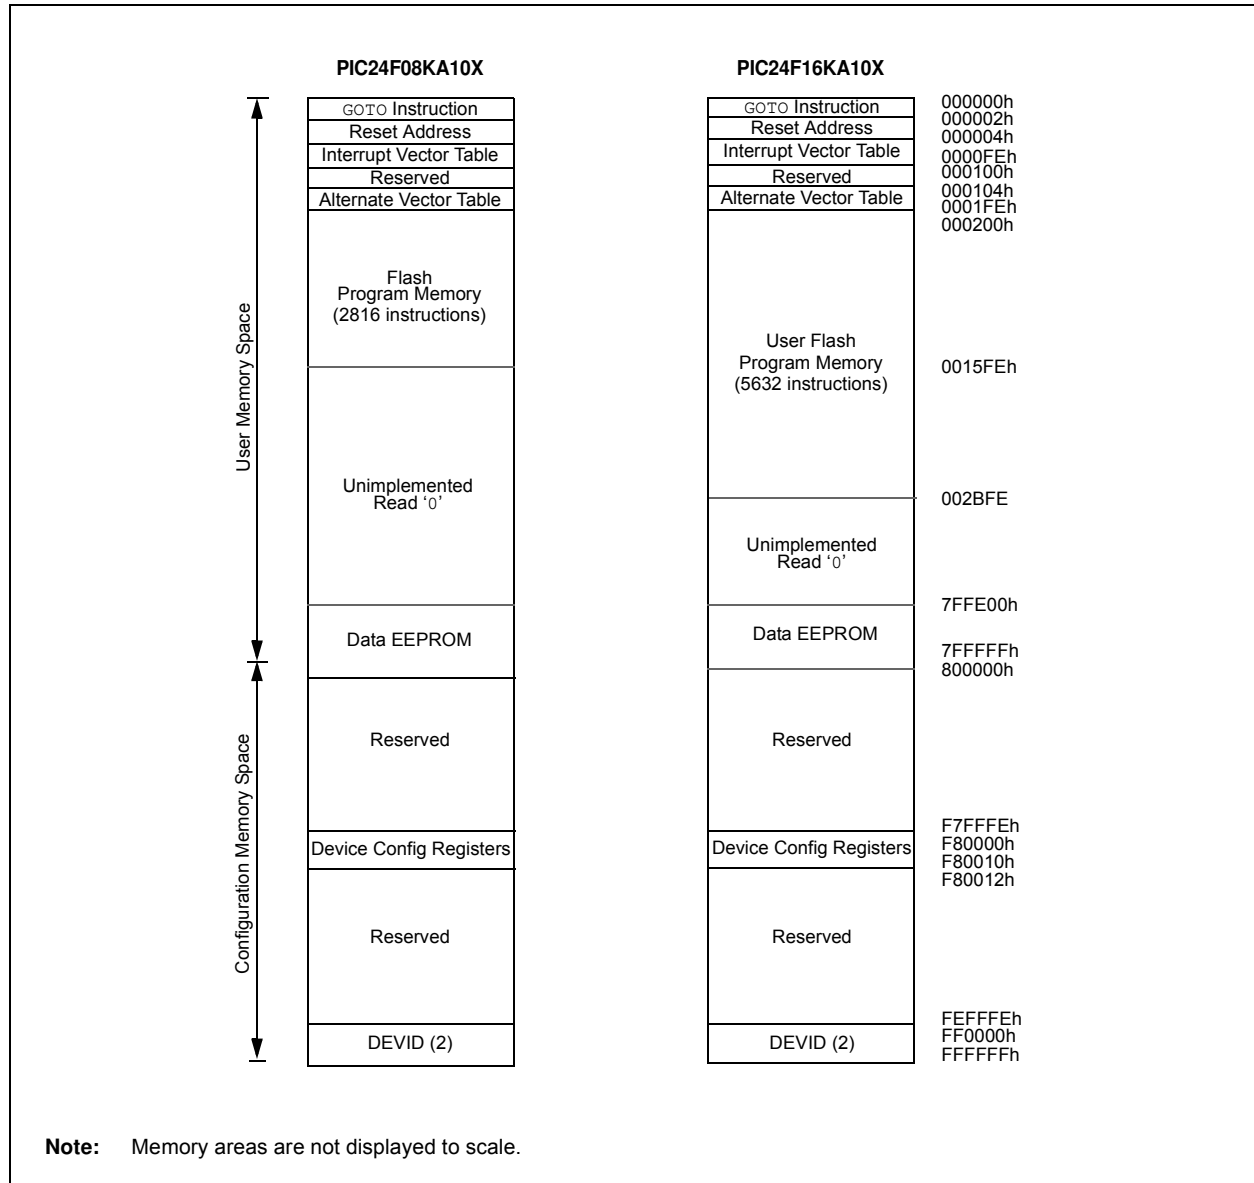 PIC24F08KA10X
GOTO Instruction
Reset Address
Interrupt Vector Table
Reserved
Alternate Vector Table
Flash
Program Memory
(2816 instructions)
Unimplemented
Read ‘0’
Data EEPROM
Reserved
Device Config Registers
Reserved
DEVID (2)
User Memory Space
Configuration Memory Space
PIC24F16KA10X
GOTO Instruction
Reset Address
Interrupt Vector Table
Reserved
Alternate Vector Table
User Flash
Program Memory
(5632 instructions)
Unimplemented
Read ‘0’
Data EEPROM
Reserved
Device Config Registers
Reserved
DEVID (2)
000000h
000002h
000004h
0000FEh
000100h
000104h
0001FEh
000200h
0015FEh
002BFE
7FFE00h
7FFFFFh
800000h
F7FFFEh
F80000h
F80010h
F80012h
FEFFFEh
FF0000h
FFFFFFh
Note: Memory areas are not displayed to scale.